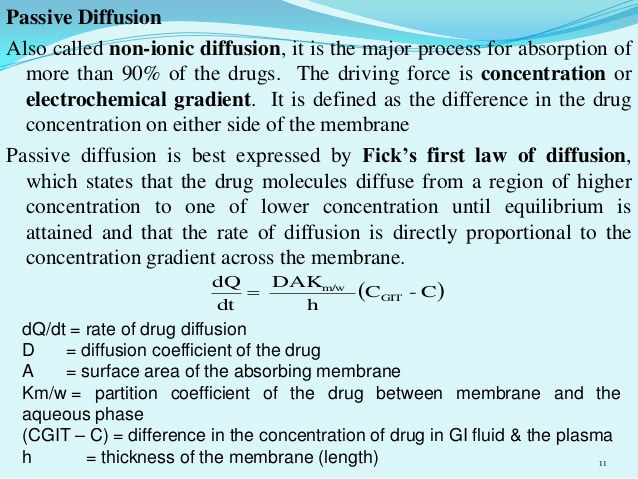 Passive Diffusion
Also called non-ionic diffusion, it is the major process for absorption of
more than 90% of the drugs. The driving force is concentration or
electrochemical gradient. It is defined as the difference in the drug
concentration on either side of the membrane
Passive diffusion is best expressed by Fick's first law of diffusion,
which states that the drug molecules diffuse from a region of higher
concentration to one of lower concentration until equilibrium is
attained and that the rate of diffusion is directly proportional to the
concentration gradient across the membrane.
dQ/dt = DAK m/w / h (C GIT - C)
dQ/dt = rate of drug diffusion
D = diffusion coefficient of the drug
A = surface area of the absorbing membrane
Km/w = partition coefficient of the drug between membrane and the
aqueous phase
(CGIT – C) = difference in the concentration of drug in GI fluid & the plasma
h = thickness of the membrane (length)
11